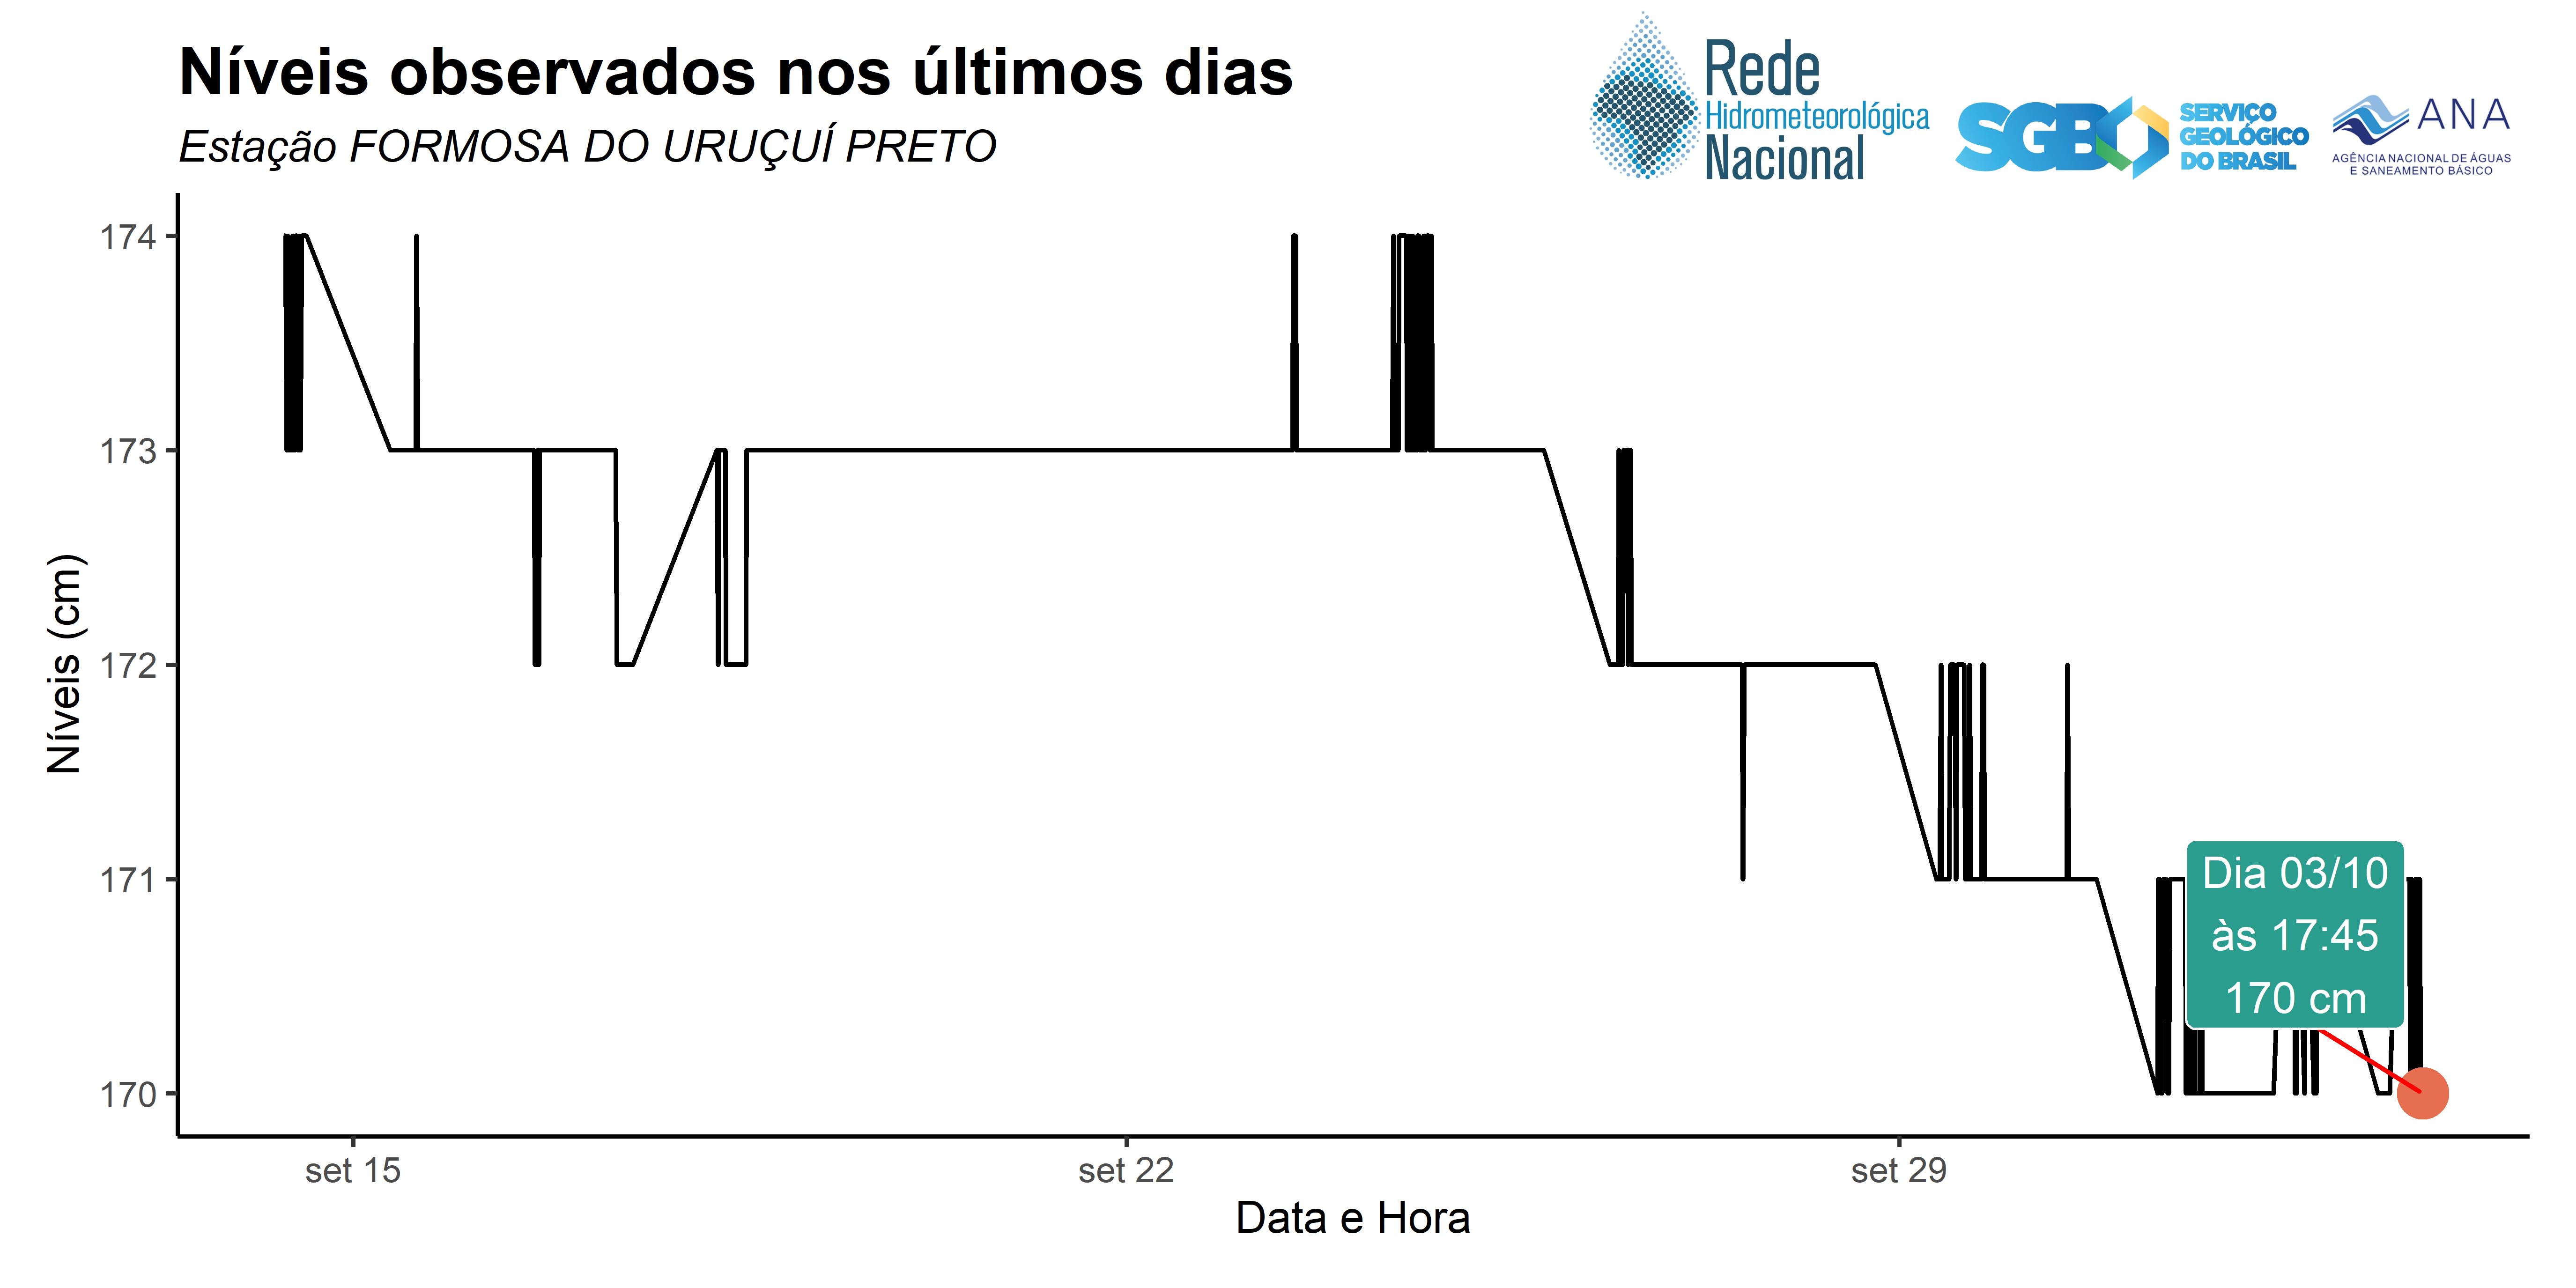 Níveis observados nos últimos dias
Estação FORMOSA DO URUÇUÍ PRETO
Rede
Hidrometeorológica
Nacional
SGB
SERVIÇO
GEOLÓGICO
DO BRASIL
ANA
AGÊNCIA NACIONAL DE ÁGUAS
E SANEAMENTO BÁSICO
174
173
172
171
170
Níveis (cm)
Dia 03/10
às 17:45
170 cm
set 15
set 22
set 29
Data e Hora